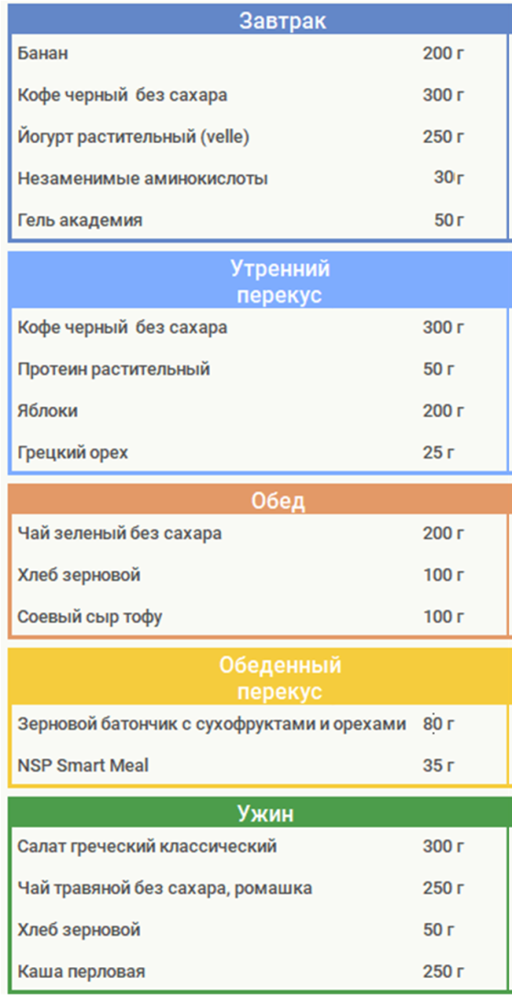 Завтрак
Банан 200 г
Кофе черный без сахара 300 г
Йогурт растительный (velle) 250 г
Незаменимые аминокислоты 30 г
Гель академия 50 г
Утренний
перекус
Кофе черный без сахара 300 г
Протеин растительный 50 г
Яблоки 200 г
Грецкий орех 25 г
Обед
Чай зеленый без сахара 200 г
Хлеб зерновой 100 г
Соевый сыр тофу 100 г
Обеденный
перекус
Зерновой батончик с сухофруктами и орехами 80 г
NSP Smart Meal 35 г
Ужин
Салат греческий классический 300 г
Чай травяной без сахара, ромашка 250 г
Хлеб зерновой 50 г
Каша перловая 250 г